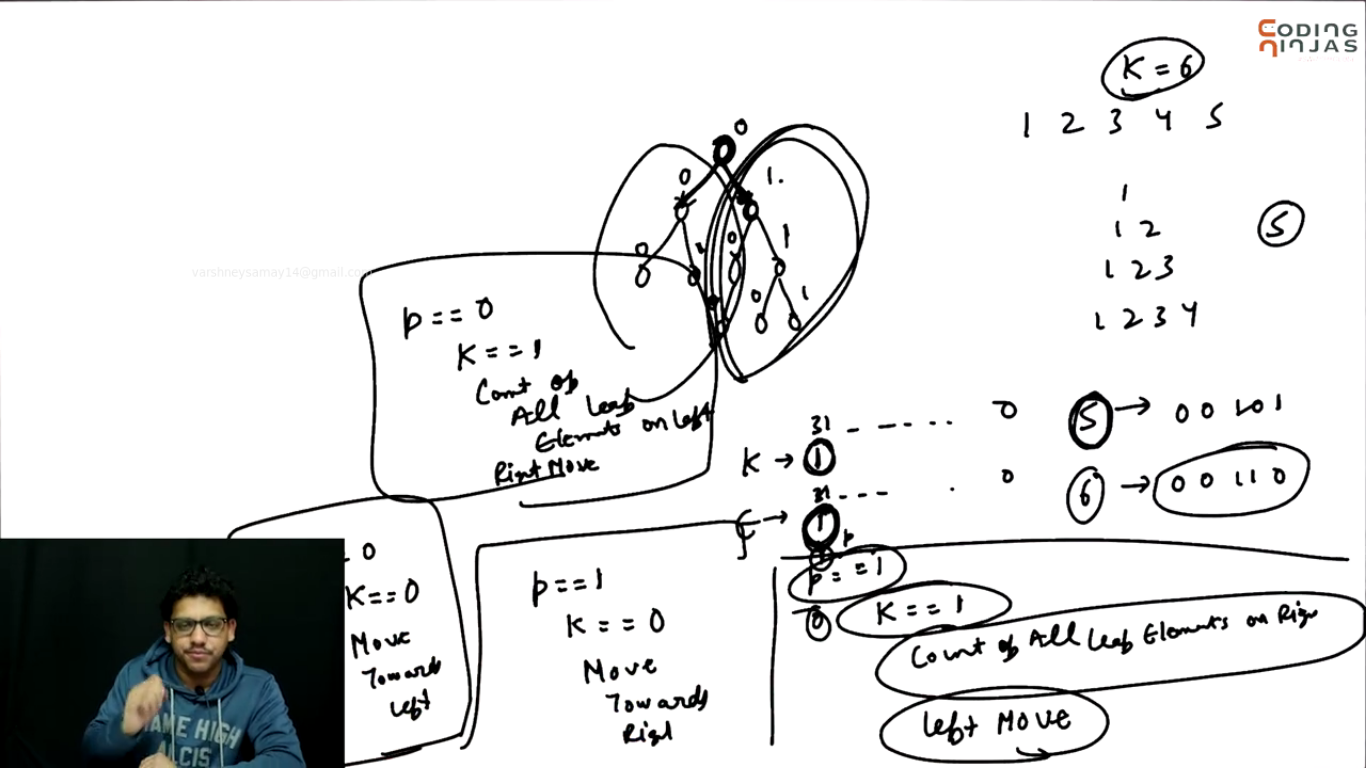 CODING
NINJAS
K = 6
1 2 3 4 5
1
1 2
1 2 3
1 2 3 4
5
0
0 1.
0 1
0 1
0 1
varshneysamay14@gmail.com
p == 0
K == 1
Count of
All leaf
Elements on left
Right Move
31 - - - . . . 0
K → 1
31 - - - . 0
1
p
0
5 → 0 0 1 0 1
6 → 0 0 1 1 0
0
K == 0
Move
Towards
left
p == 1
K == 0
Move
Towards
p == 1
K == 1
Count of All Leaf Elements on
left Move
NAME HIGH
ALCIS